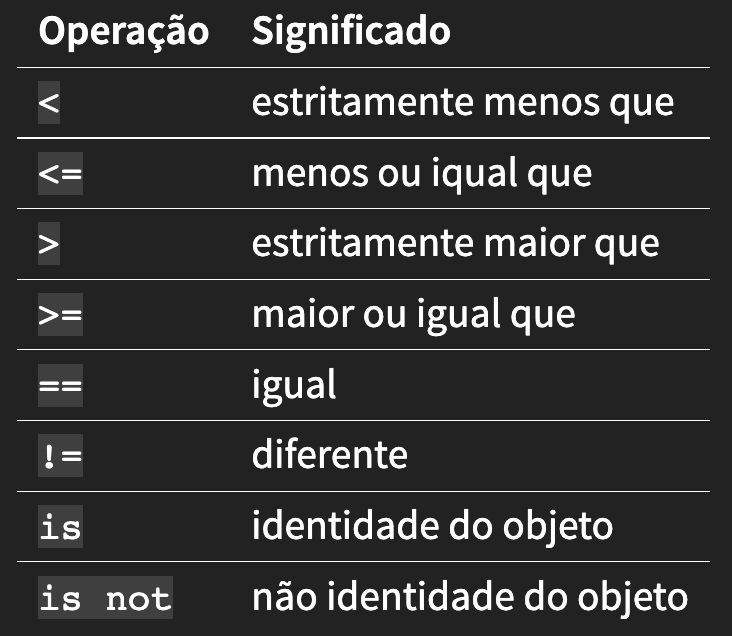 Operação Significado
< estritamente menos que
<= menos ou iqual que
> estritamente maior que
>= maior ou igual que
== igual
!= diferente
is identidade do objeto
is not não identidade do objeto